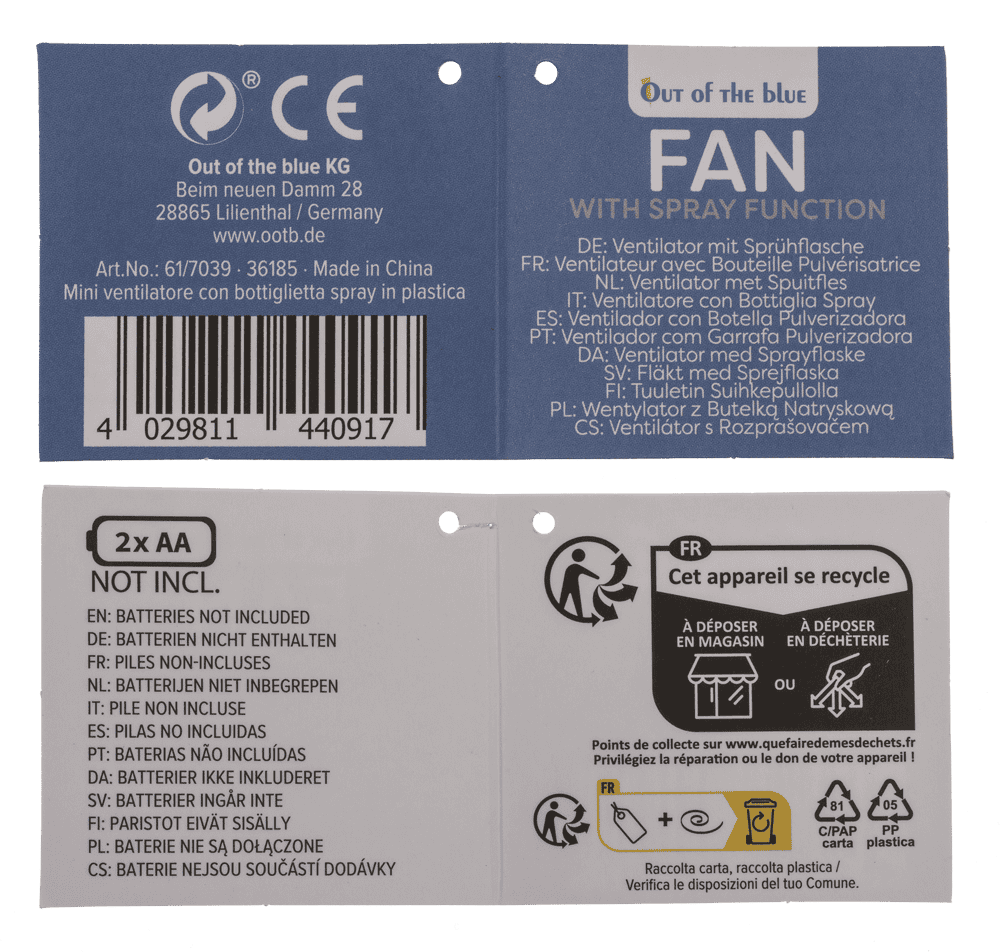 ®
CE
Out of the blue KG
Beim neuen Damm 28
28865 Lilienthal / Germany
www.ootb.de
Art.No.: 61/7039 · 36185 · Made in China
Mini ventilatore con bottiglietta spray in plastica
4 029811 440917
Out of the blue
FAN
WITH SPRAY FUNCTION
DE: Ventilator mit Sprühflasche
FR: Ventilateur avec Bouteille Pulvérisatrice
NL: Ventilator met Spuitfles
IT: Ventilatore con Bottiglia Spray
ES: Ventilador con Botella Pulverizadora
PT: Ventilador com Garrafa Pulverizadora
DA: Ventilator med Sprayflaske
SV: Fläkt med Sprejflaska
FI: Tuuletin Suihkepullolla
PL: Wentylator z Butelką Natryskową
CS: Ventilátor s Rozprašovačem
2x AA
NOT INCL.
EN: BATTERIES NOT INCLUDED
DE: BATTERIEN NICHT ENTHALTEN
FR: PILES NON-INCLUSES
NL: BATTERIJEN NIET INBEGREPEN
IT: PILE NON INCLUSE
ES: PILAS NO INCLUIDAS
PT: BATERIAS NÃO INCLUÍDAS
DA: BATTERIER IKKE INKLUDERET
SV: BATTERIER INGÅR INTE
FI: PARISTOT EIVÄT SISÄLLY
PL: BATERIE NIE SĄ DOŁĄCZONE
CS: BATERIE NEJSOU SOUČÁSTÍ DODÁVKY
FR
Cet appareil se recycle
À DÉPOSER
EN MAGASIN
OU
À DÉPOSER
EN DÉCHÈTERIE
Points de collecte sur www.quefairedemesdechets.fr
Privilégiez la réparation ou le don de votre appareil !
FR
+
81
C/PAP
carta
05
PP
plastica
Raccolta carta, raccolta plastica /
Verifica le disposizioni del tuo Comune.